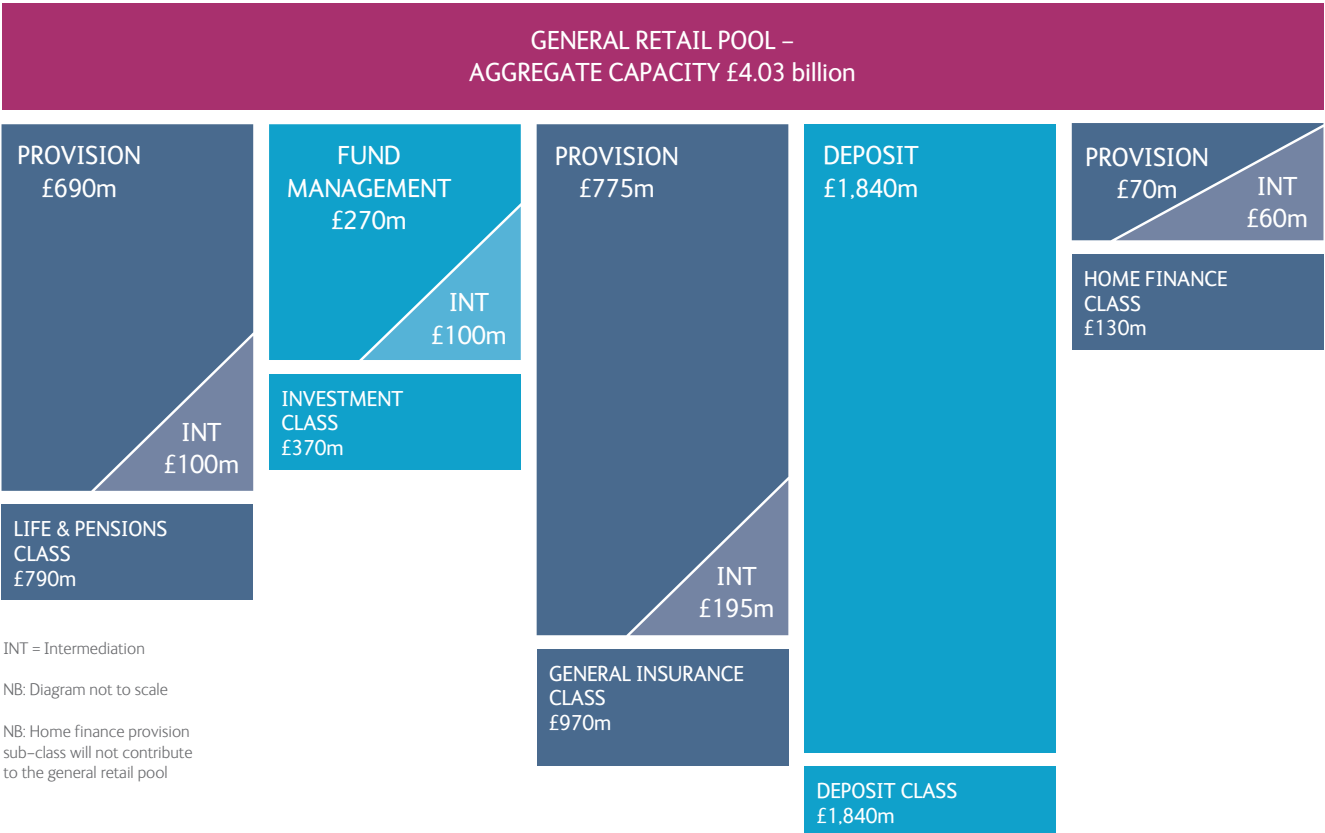 GENERAL RETAIL POOL –
AGGREGATE CAPACITY £4.03 billion
PROVISION
£690m
INT
£100m
LIFE & PENSIONS
CLASS
£790m
FUND
MANAGEMENT
£270m
INT
£100m
INVESTMENT
CLASS
£370m
PROVISION
£775m
INT
£195m
GENERAL INSURANCE
CLASS
£970m
DEPOSIT
£1,840m
DEPOSIT CLASS
£1,840m
PROVISION
£70m
INT
£60m
HOME FINANCE
CLASS
£130m
INT = Intermediation
NB: Diagram not to scale
NB: Home finance provision
sub-class will not contribute
to the general retail pool